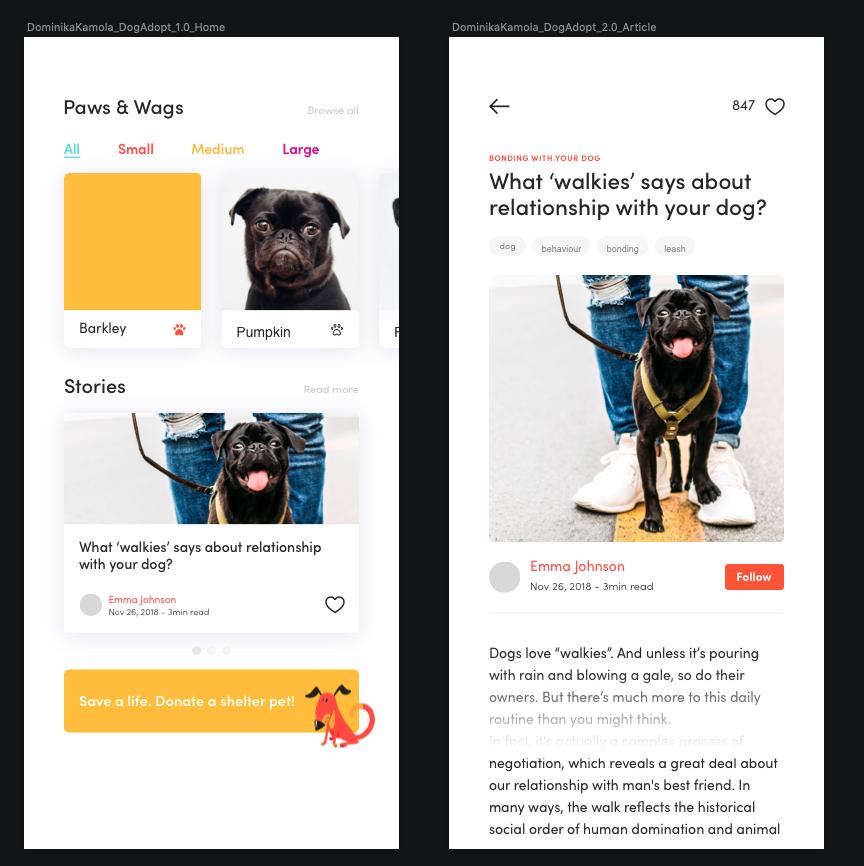 DominikaKamola_DogAdopt_1.0_Home
Paws & Wags
Browse all
All Small Medium Large
Barkley
Pumpkin
Stories
Read more
What ‘walkies’ says about relationship
with your dog?
Emma Johnson
Nov 26, 2018 - 3min read
Save a life. Donate a shelter pet!
DominikaKamola_DogAdopt_2.0_Article
847
BONDING WITH YOUR DOG
What ‘walkies’ says about
relationship with your dog?
dog behaviour bonding leash
Emma Johnson
Nov 26, 2018 - 3min read
Follow
Dogs love “walkies”. And unless it’s pouring
with rain and blowing a gale, so do their
owners. But there’s much more to this daily
routine than you might think.
In fact, it's actually a complex process of
negotiation, which reveals a great deal about
our relationship with man's best friend. In
many ways, the walk reflects the historical
social order of human domination and animal